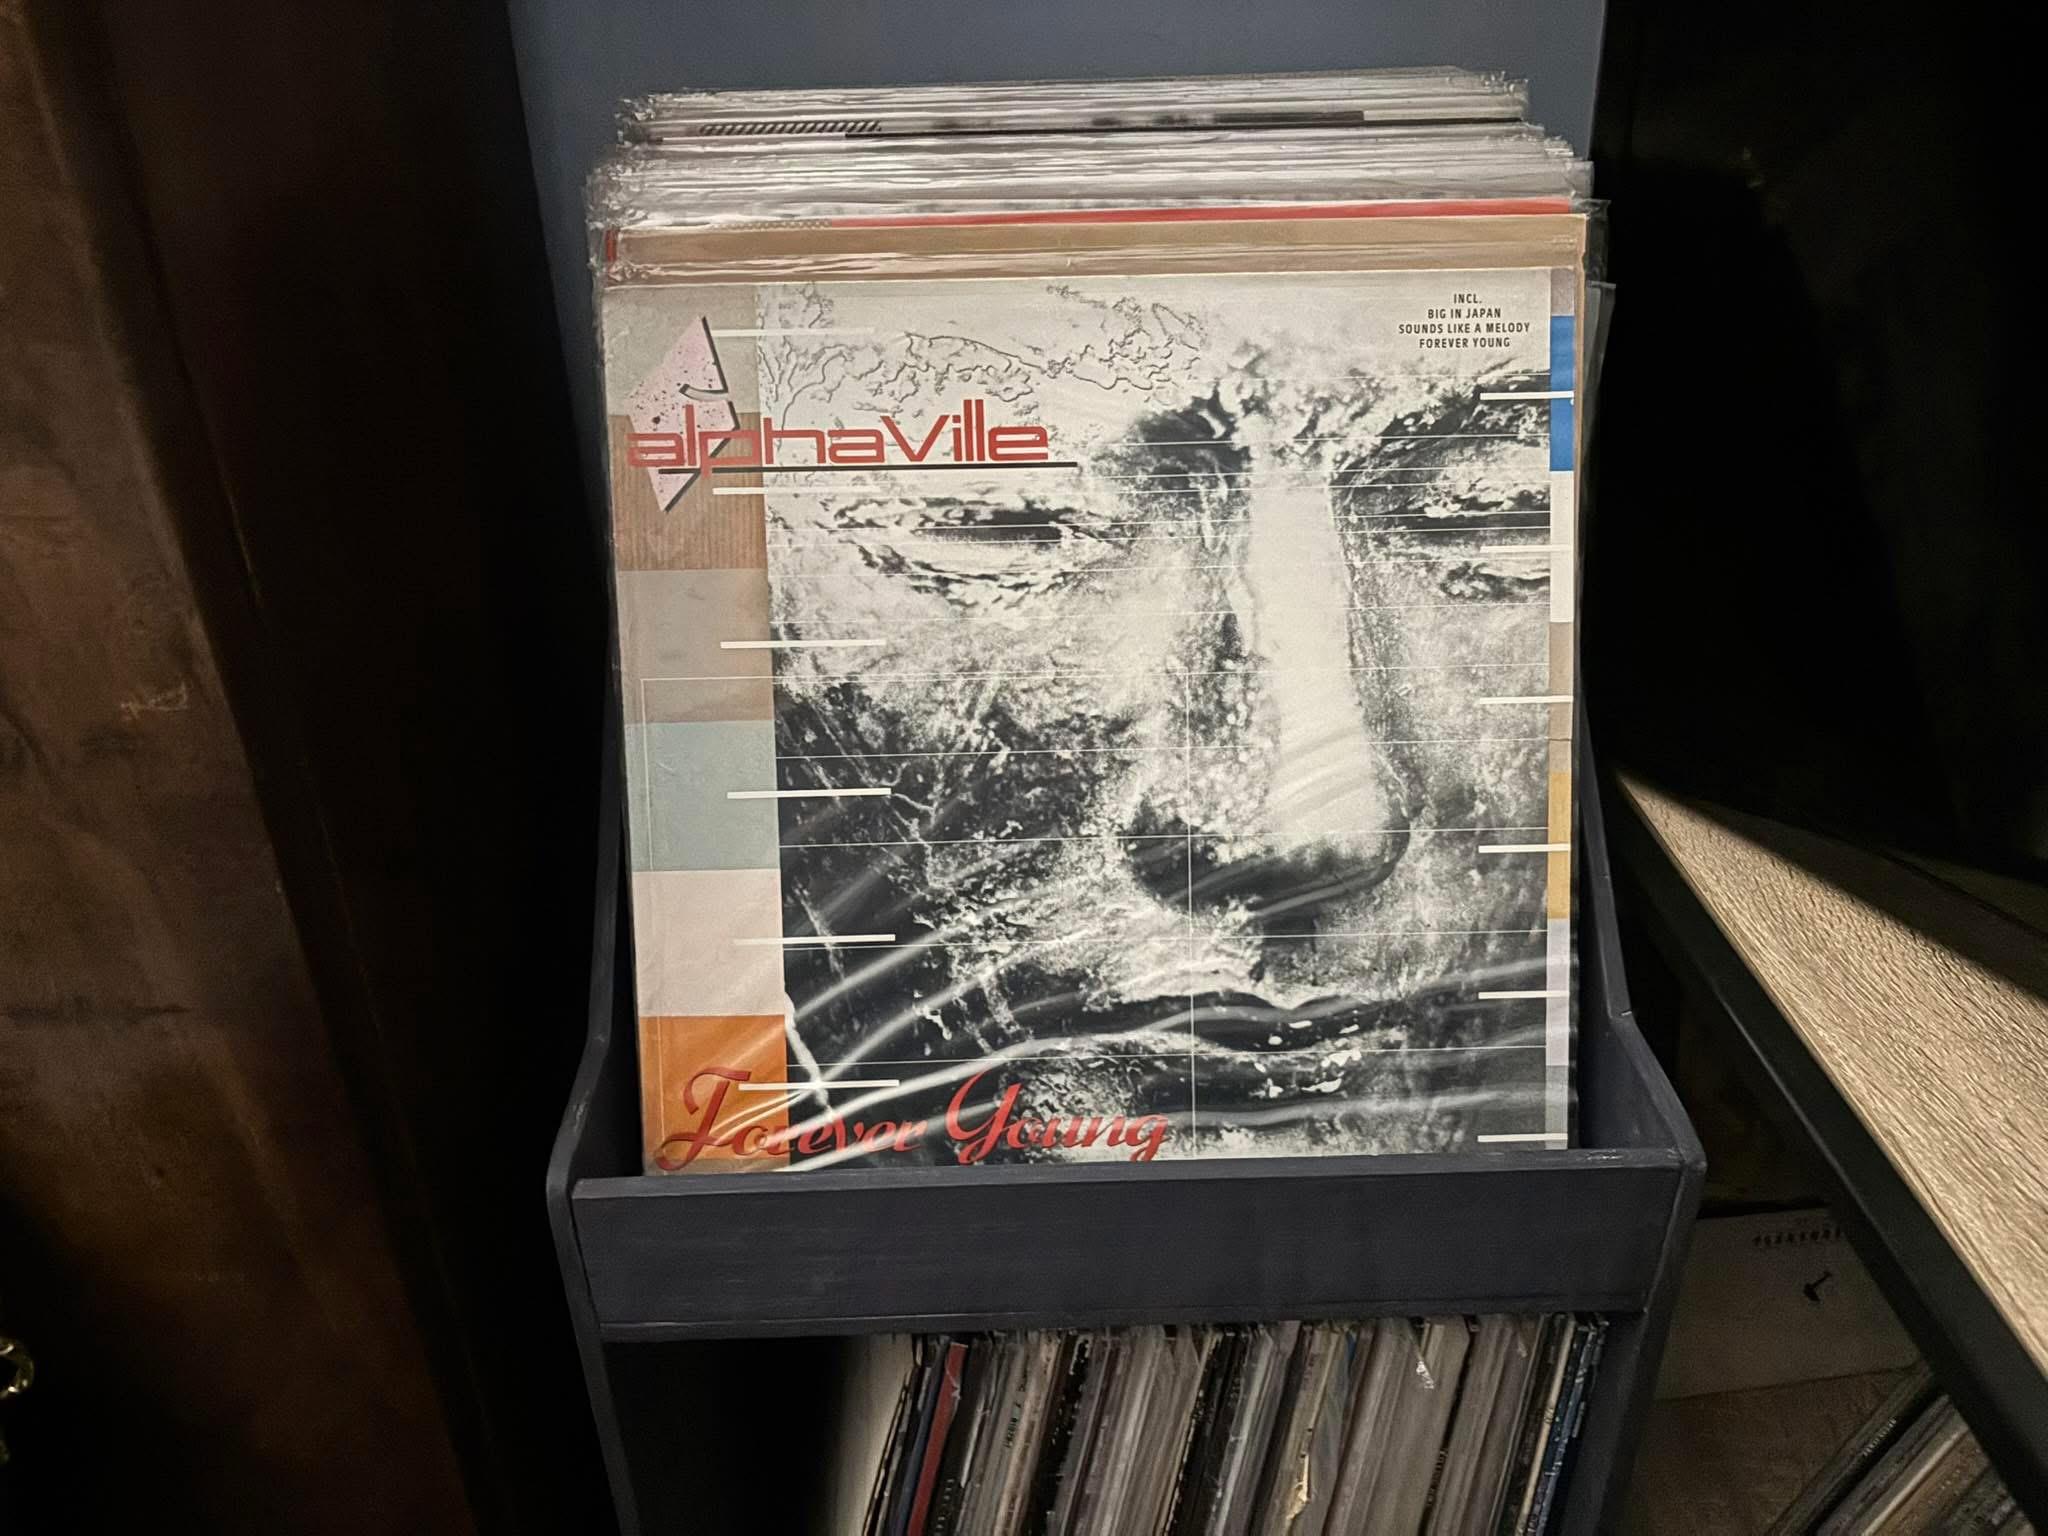 INCL.
BIG IN JAPAN
SOUNDS LIKE A MELODY
FOREVER YOUNG
alphaville
Forever Young